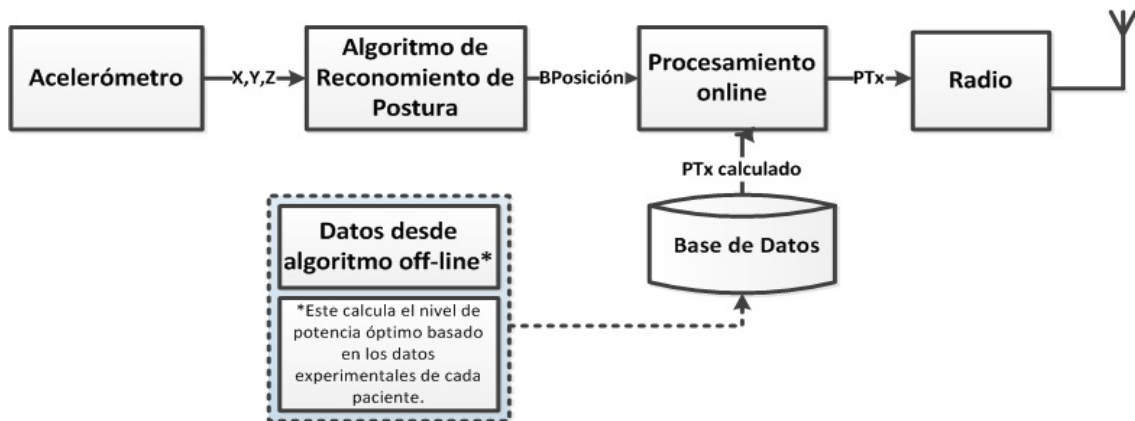 Acelerómetro
X,Y,Z
Algoritmo de
Reconomiento de
Postura
BPosición
Procesamiento
online
PTx
Radio
PTx calculado
Base de Datos
Datos desde
algoritmo off-line*
*Este calcula el nivel de
potencia óptimo basado
en los datos
experimentales de cada
paciente.